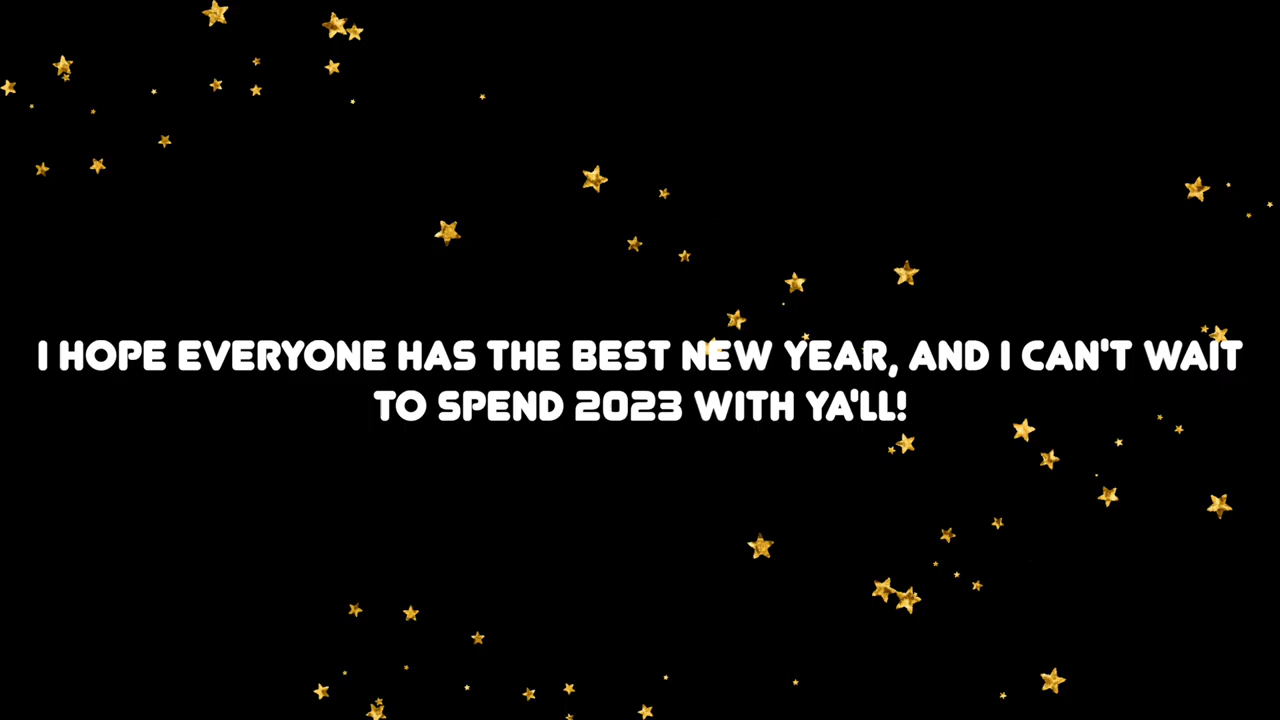 I HOPE EVERYONE HAS THE BEST NEW YEAR, AND I CAN'T WAIT
TO SPEND 2023 WITH YA'LL!